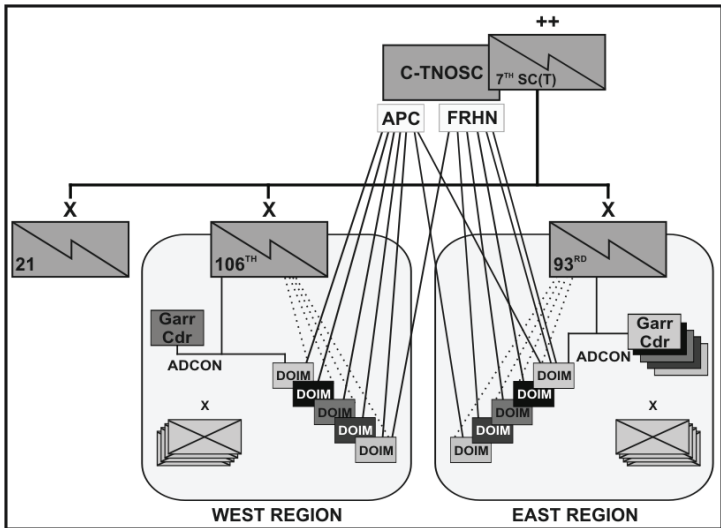 ++
C-TNOSC
7TH SC(T)
APC
FRHN
X
X
X
21
106TH
93RD
Garr
Cdr
ADCON
Garr
Cdr
ADCON
DOIM
DOIM
DOIM
DOIM
DOIM
DOIM
DOIM
DOIM
DOIM
DOIM
X
X
WEST REGION
EAST REGION